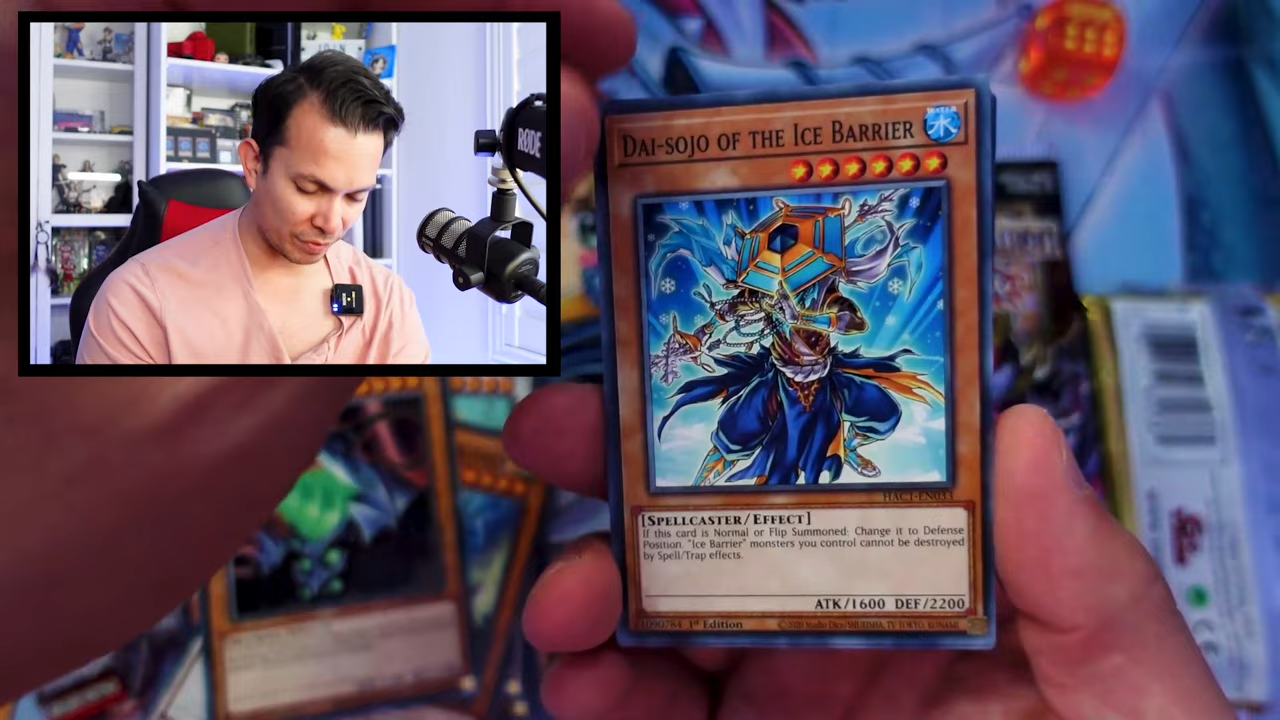 RØDE
DAI-SOJO OF THE ICE BARRIER
WATER
水
HAC1-EN033
[SPELLCASTER/EFFECT]
If this card is Normal or Flip Summoned: Change it to Defense
Position. "Ice Barrier" monsters you control cannot be destroyed
by Spell/Trap effects.
ATK/1600 DEF/2200
1st Edition
©2020 Studio Dice/SHUEISHA, TV TOKYO, KONAMI